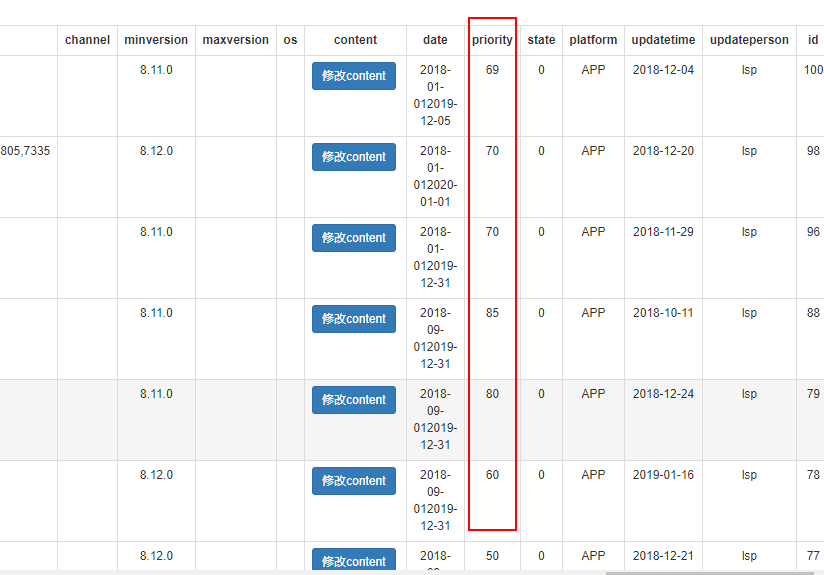 channel minversion maxversion os content date priority state platform updatetime updateperson id
8.11.0 修改content 2018-01-012019-12-05 69 0 APP 2018-12-04 lsp 100
805,7335 8.12.0 修改content 2018-01-012020-01-01 70 0 APP 2018-12-20 lsp 98
8.11.0 修改content 2018-01-012019-12-31 70 0 APP 2018-11-29 lsp 96
8.11.0 修改content 2018-09-012019-12-31 85 0 APP 2018-10-11 lsp 88
8.11.0 修改content 2018-09-012019-12-31 80 0 APP 2018-12-24 lsp 79
8.12.0 修改content 2018-09-012019-12-31 60 0 APP 2019-01-16 lsp 78
8.12.0 修改content 2018- 50 0 APP 2018-12-21 lsp 77